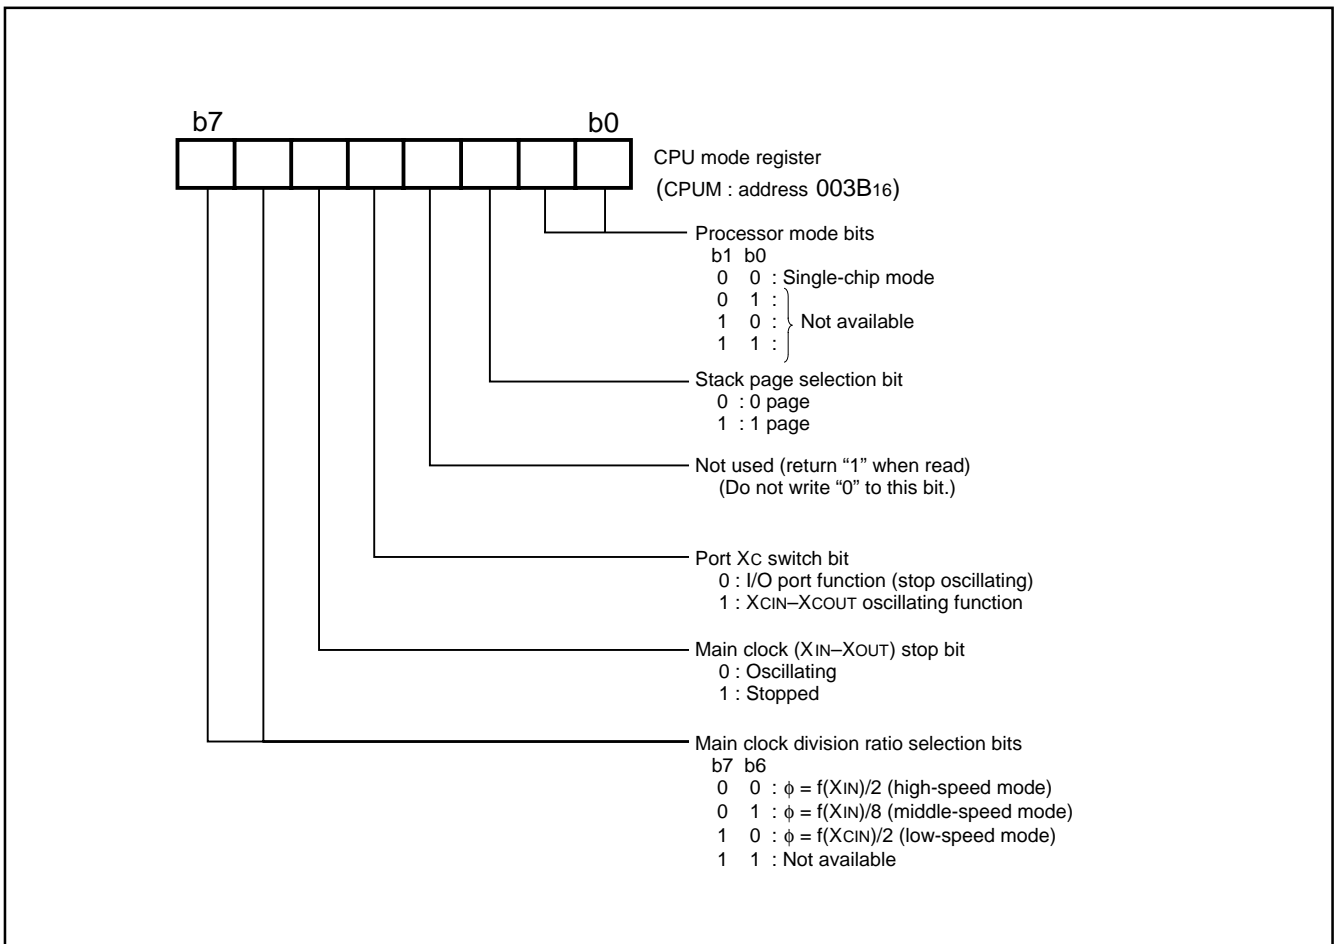 b7 b0
CPU mode register
(CPUM : address 003B16)
Processor mode bits
b1 b0
0 0 : Single-chip mode
0 1 :
1 0 : Not available
1 1 :
Stack page selection bit
0 : 0 page
1 : 1 page
Not used (return “1” when read)
(Do not write “0” to this bit.)
Port XC switch bit
0 : I/O port function (stop oscillating)
1 : XCIN–XCOUT oscillating function
Main clock (XIN–XOUT) stop bit
0 : Oscillating
1 : Stopped
Main clock division ratio selection bits
b7 b6
0 0 : ϕ = f(XIN)/2 (high-speed mode)
0 1 : ϕ = f(XIN)/8 (middle-speed mode)
1 0 : ϕ = f(XCIN)/2 (low-speed mode)
1 1 : Not available